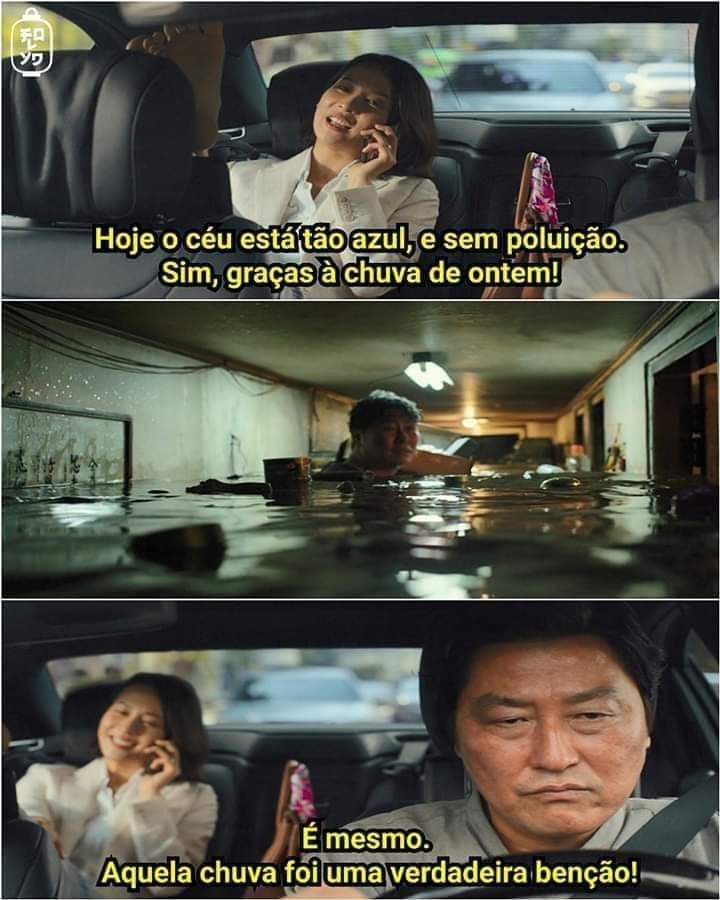 Hoje o céu está tão azul, e sem poluição.
Sim, graças à chuva de ontem!
É mesmo.
Aquela chuva foi uma verdadeira benção!